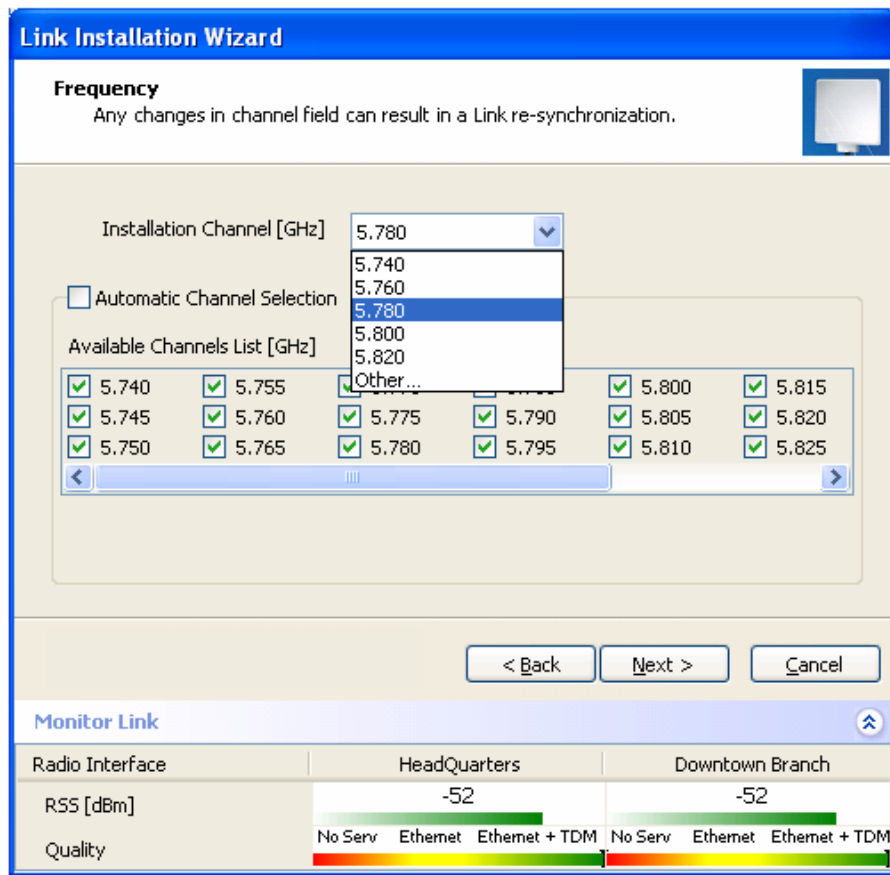 Link Installation Wizard
Frequency
Any changes in channel field can result in a Link re-synchronization.
Installation Channel [GHz] 5.780
5.740
5.760
5.780
5.800
5.820
Other...
Automatic Channel Selection
Available Channels List [GHz]
5.740 5.755 5.800 5.815
5.745 5.760 5.775 5.790 5.805 5.820
5.750 5.765 5.780 5.795 5.810 5.825
< Back Next > Cancel
Monitor Link
Radio Interface HeadQuarters Downtown Branch
RSS [dBm] -52 -52
No Serv Ethernet Ethernet + TDM No Serv Ethernet Ethernet + TDM
Quality